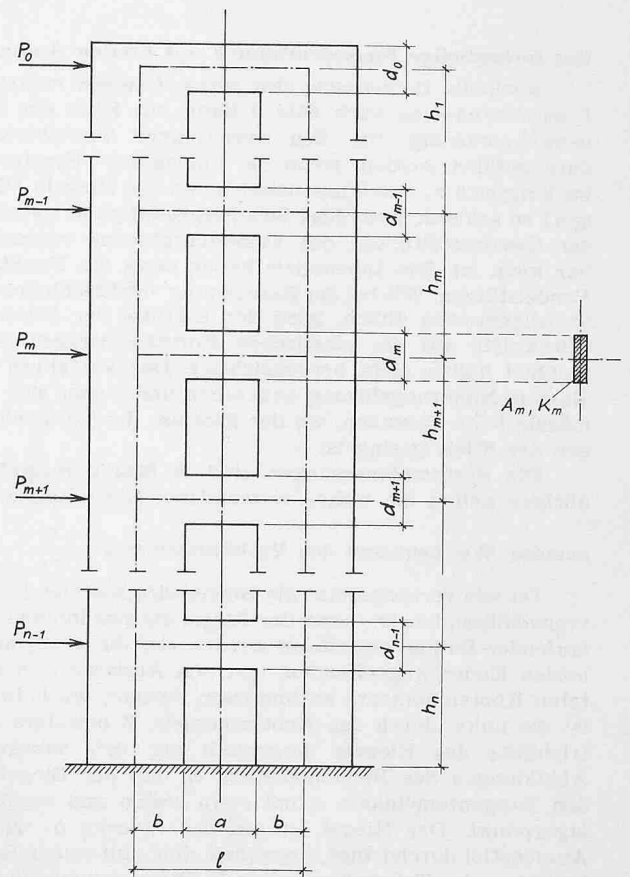 P₀
d₀
h₁
Pₘ₋₁
dₘ₋₁
hₘ
Pₘ
dₘ
Aₘ, Kₘ
hₘ₊₁
Pₘ₊₁
dₘ₊₁
Pₙ₋₁
dₙ₋₁
hₙ
b a b
ℓ